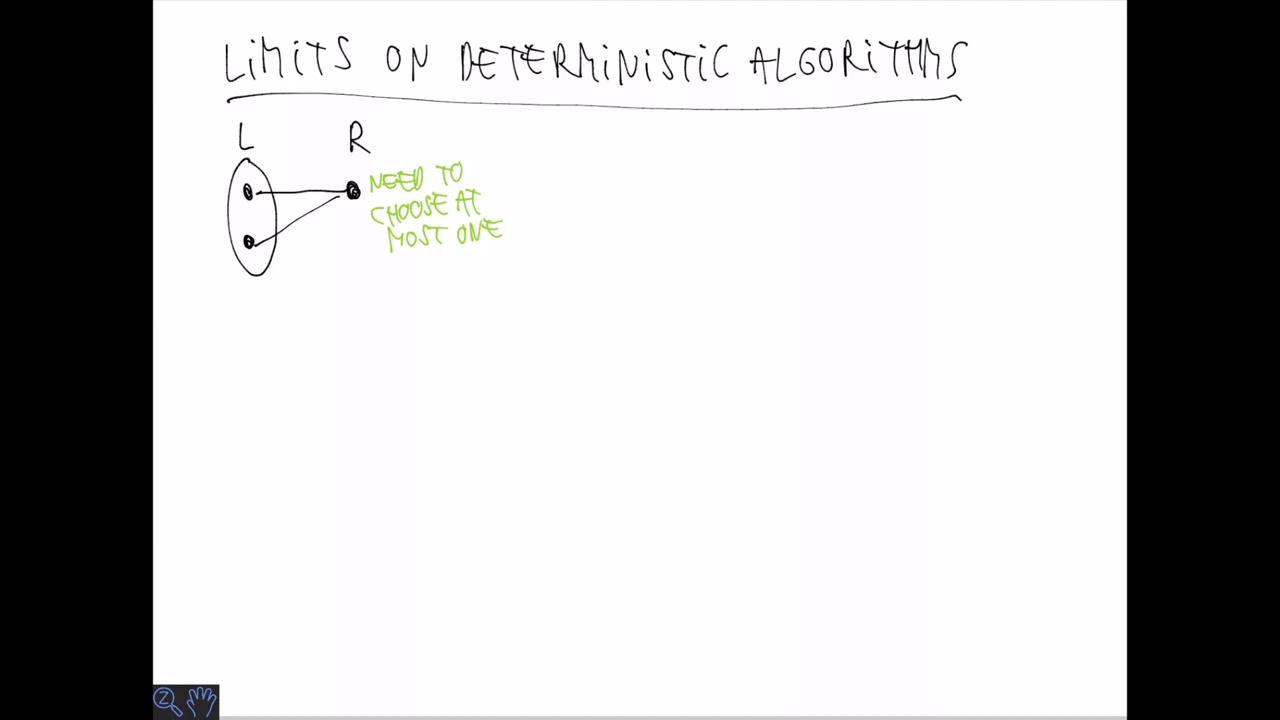 LiMiTS ON DETERMiNiSTiC ALGORiTHMS
L R
NEED TO
CHOOSE AT
MOST ONE